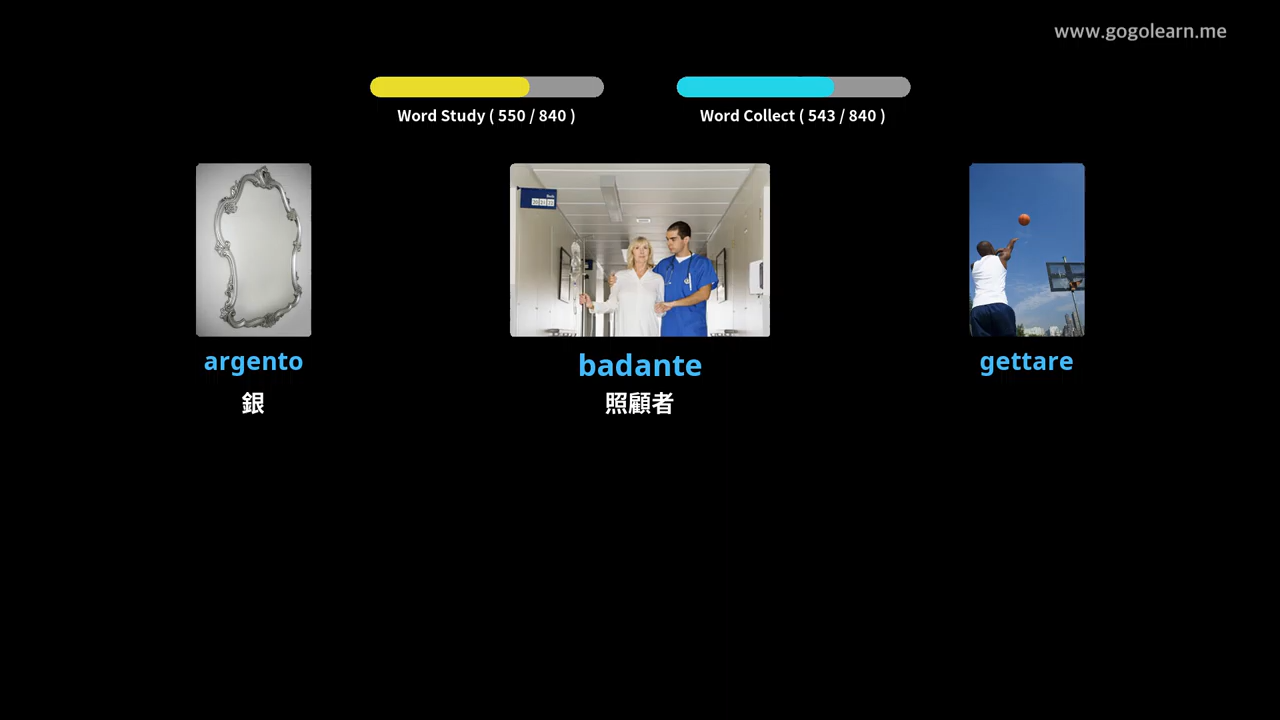 www.gogolearn.me
Word Study ( 550 / 840 )
Word Collect ( 543 / 840 )
argento
badante
gettare
銀
照顧者